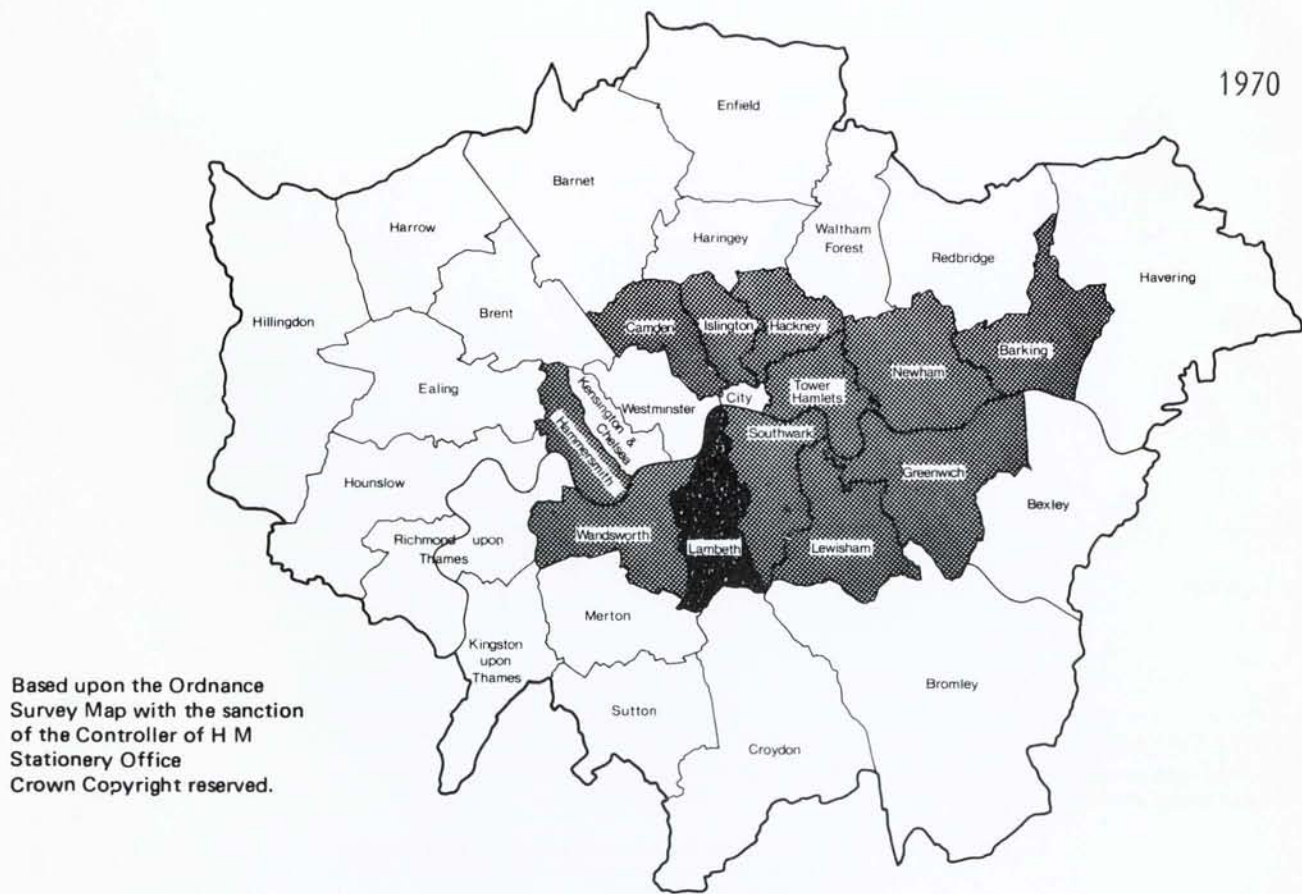 1970
Enfield
Barnet
Harrow
Haringey
Waltham
Forest
Redbridge
Havering
Hillingdon
Brent
Camden
Islington
Hackney
Barking
Newham
Ealing
Kensington &
Chelsea
Westminster
City
Tower
Hamlets
Hammersmith
Southwark
Greenwich
Hounslow
Bexley
Wandsworth
Lambeth
Lewisham
Richmond upon
Thames
Merton
Kingston
upon
Thames
Bromley
Sutton
Croydon
Based upon the Ordnance
Survey Map with the sanction
of the Controller of H M
Stationery Office
Crown Copyright reserved.